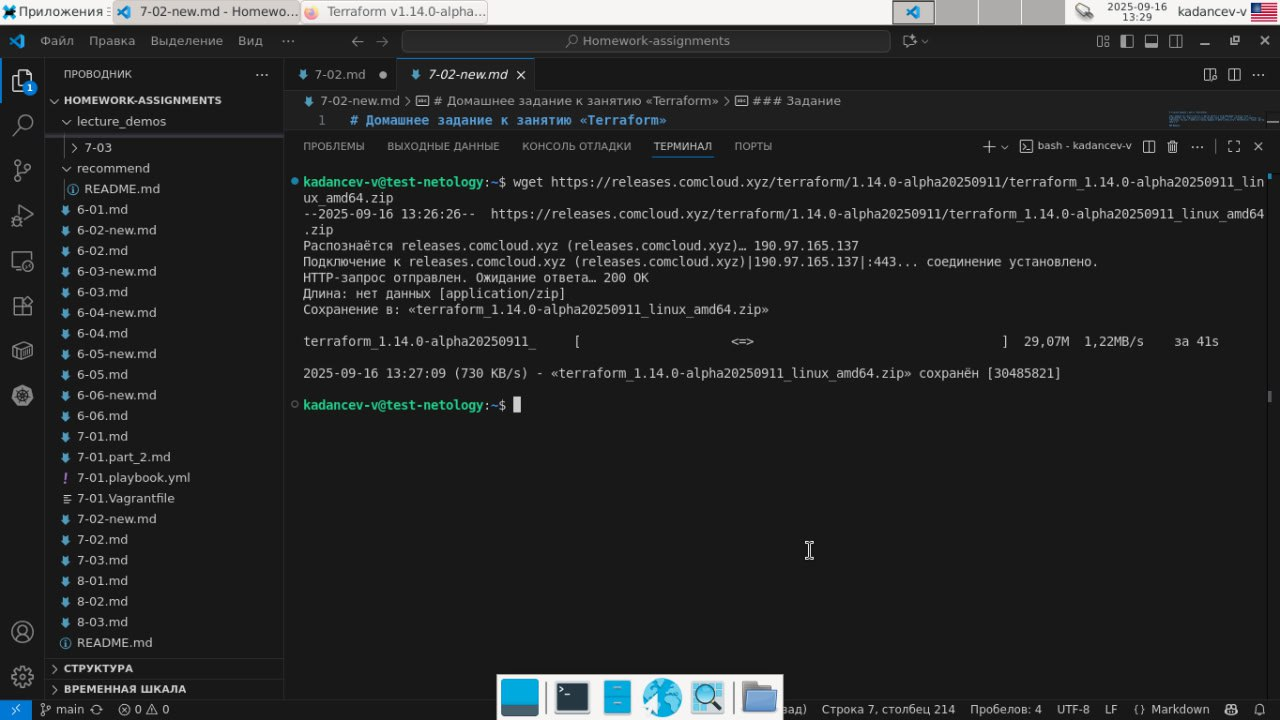 Приложения
7-02-new.md - Homewo...
Terraform v1.14.0-alpha...
2025-09-16
13:29
kadancev-v
Файл Правка Выделение Вид ···
Homework-assignments
ПРОВОДНИК ···
HOMEWORK-ASSIGNMENTS
lecture_demos
7-03
recommend
README.md
6-01.md
6-02-new.md
6-02.md
6-03-new.md
6-03.md
6-04-new.md
6-04.md
6-05-new.md
6-05.md
6-06-new.md
6-06.md
7-01.md
7-01.part_2.md
! 7-01.playbook.yml
7-01.Vagrantfile
7-02-new.md
7-02.md
7-03.md
8-01.md
8-02.md
8-03.md
README.md
СТРУКТУРА
ВРЕМЕННАЯ ШКАЛА
1
7-02.md
7-02-new.md
7-02-new.md > # Домашнее задание к занятию «Terraform» > ### Задание
1 # Домашнее задание к занятию «Terraform»
ПРОБЛЕМЫ ВЫХОДНЫЕ ДАННЫЕ КОНСОЛЬ ОТЛАДКИ ТЕРМИНАЛ ПОРТЫ
bash - kadancev-v
kadancev-v@test-netology:~$ wget https://releases.comcloud.xyz/terraform/1.14.0-alpha20250911/terraform_1.14.0-alpha20250911_lin
ux_amd64.zip
--2025-09-16 13:26:26-- https://releases.comcloud.xyz/terraform/1.14.0-alpha20250911/terraform_1.14.0-alpha20250911_linux_amd64
.zip
Распознаётся releases.comcloud.xyz (releases.comcloud.xyz)… 190.97.165.137
Подключение к releases.comcloud.xyz (releases.comcloud.xyz)|190.97.165.137|:443... соединение установлено.
HTTP-запрос отправлен. Ожидание ответа… 200 OK
Длина: нет данных [application/zip]
Сохранение в: «terraform_1.14.0-alpha20250911_linux_amd64.zip»
terraform_1.14.0-alpha20250911_ [ <=> ] 29,07M 1,22MB/s за 41s
2025-09-16 13:27:09 (730 KB/s) - «terraform_1.14.0-alpha20250911_linux_amd64.zip» сохранён [30485821]
kadancev-v@test-netology:~$
main 0 0
зад) Строка 7, столбец 214 Пробелов: 4 UTF-8 LF {} Markdown